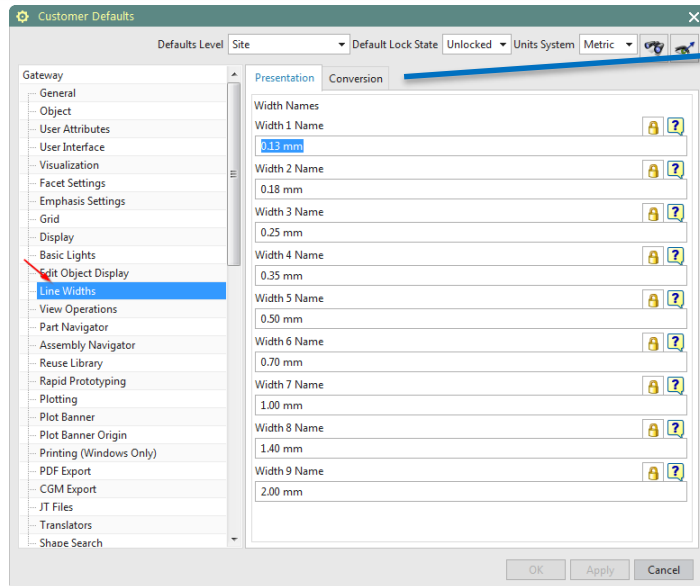 Customer Defaults
Defaults Level Site Default Lock State Unlocked Units System Metric
Gateway
General
Object
User Attributes
User Interface
Visualization
Facet Settings
Emphasis Settings
Grid
Display
Basic Lights
Edit Object Display
Line Widths
View Operations
Part Navigator
Assembly Navigator
Reuse Library
Rapid Prototyping
Plotting
Plot Banner
Plot Banner Origin
Printing (Windows Only)
PDF Export
CGM Export
JT Files
Translators
Shape Search
Presentation Conversion
Width Names
Width 1 Name
0.13 mm
Width 2 Name
0.18 mm
Width 3 Name
0.25 mm
Width 4 Name
0.35 mm
Width 5 Name
0.50 mm
Width 6 Name
0.70 mm
Width 7 Name
1.00 mm
Width 8 Name
1.40 mm
Width 9 Name
2.00 mm
OK Apply Cancel